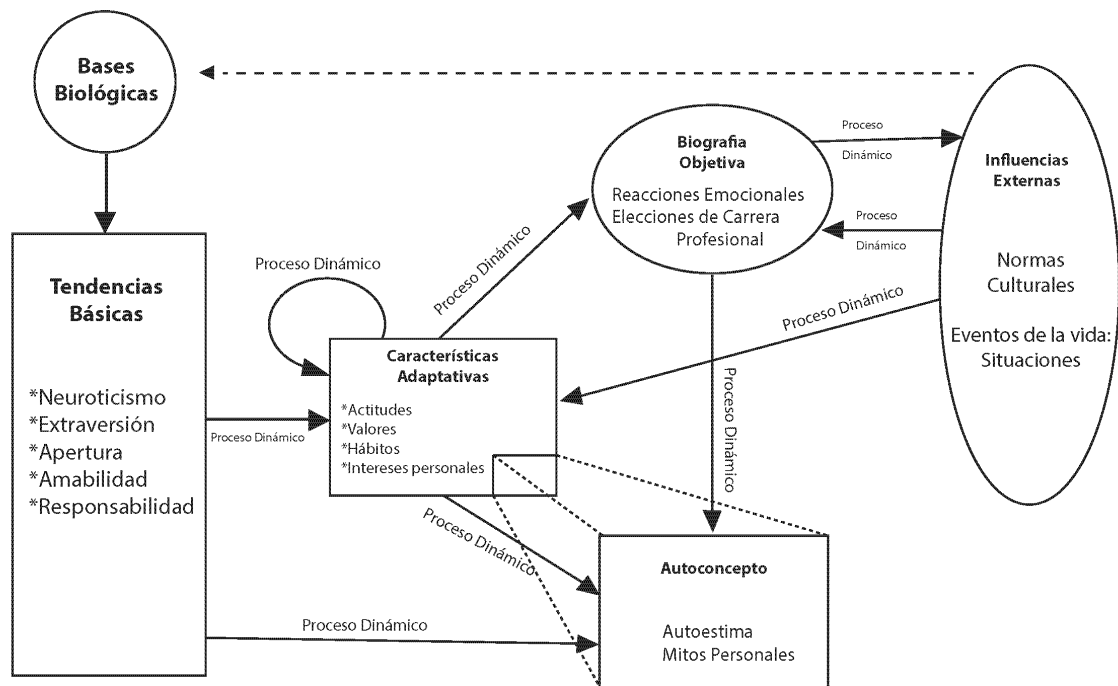 Bases
Biológicas
Tendencias
Básicas
*Neuroticismo
*Extraversión
*Apertura
*Amabilidad
*Responsabilidad
Proceso Dinámico
Proceso Dinámico
Características
Adaptativas
*Actitudes
*Valores
*Hábitos
*Intereses personales
Proceso Dinámico
Biografia
Objetiva
Reacciones Emocionales
Elecciones de Carrera
Profesional
Proceso
Dinámico
Proceso
Dinámico
Influencias
Externas
Normas
Culturales
Eventos de la vida:
Situaciones
Proceso Dinámico
Proceso Dinámico
Proceso Dinámico
Proceso Dinámico
Autoconcepto
Autoestima
Mitos Personales